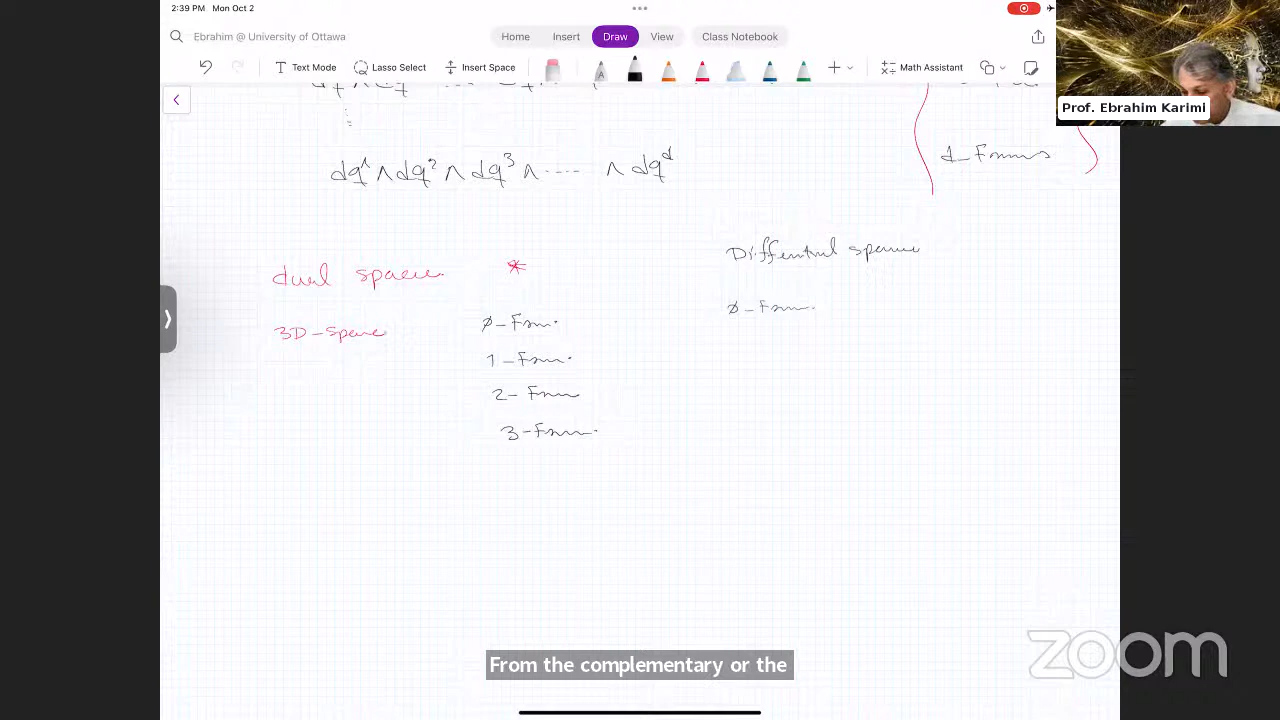 2:39 PM Mon Oct 2
Ebrahim @ University of Ottawa
Home Insert Draw View Class Notebook
Text Mode Lasso Select Insert Space Math Assistant
Prof. Ebrahim Karimi
1-Forms
dq¹ ∧ dq² ∧ dq³ ∧ ..... ∧ dq^d
dual space *
3D-Space
0-Form
1-Form
2-Form
3-Form
Differential space
0-Form
From the complementary or the
zoom